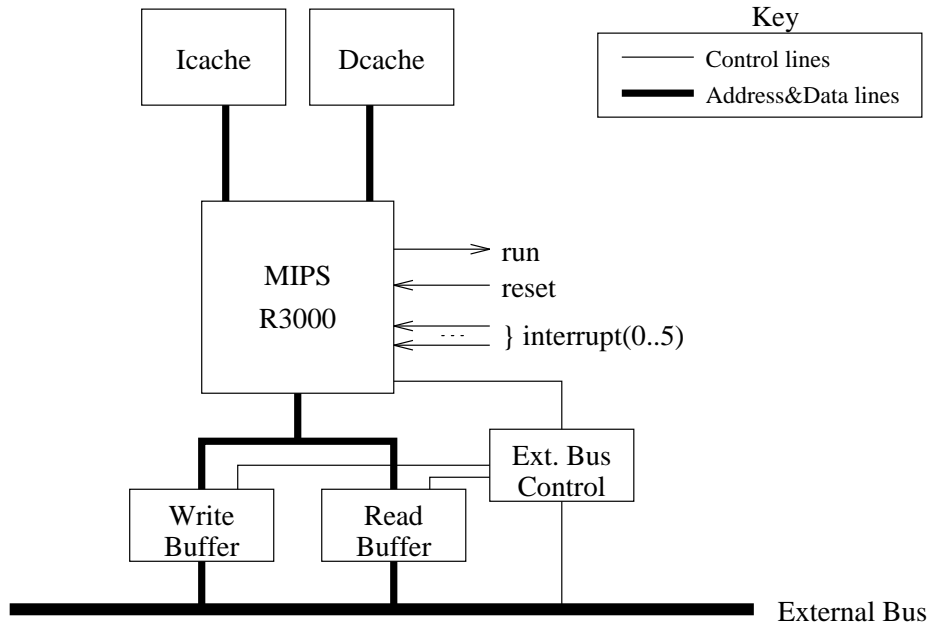 Key
Icache
Dcache
Control lines
Address&Data lines
MIPS
R3000
run
reset
} interrupt(0..5)
Ext. Bus
Control
Write
Buffer
Read
Buffer
External Bus